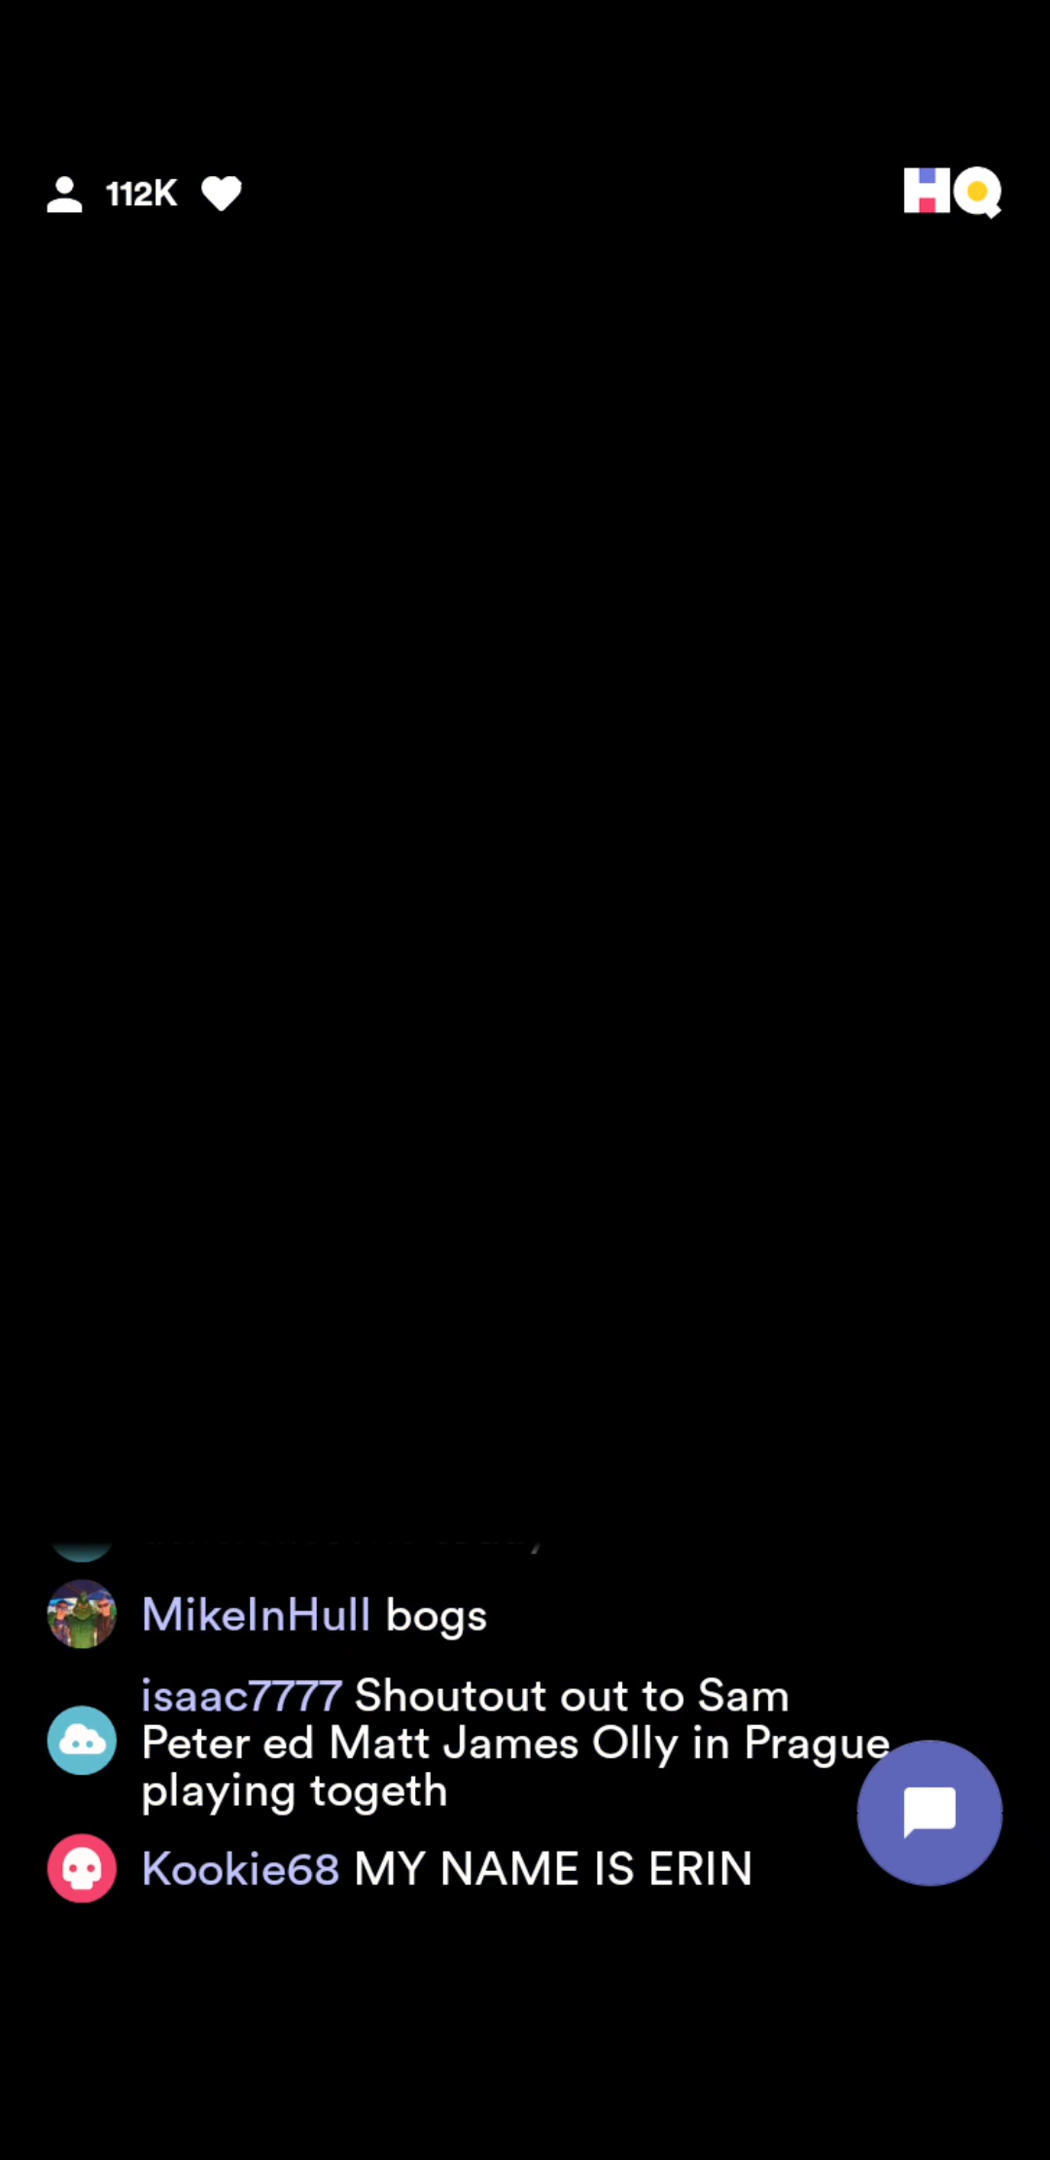 112K
HQ
MikeInHull bogs
isaac7777 Shoutout out to Sam
Peter ed Matt James Olly in Prague
playing togeth
Kookie68 MY NAME IS ERIN